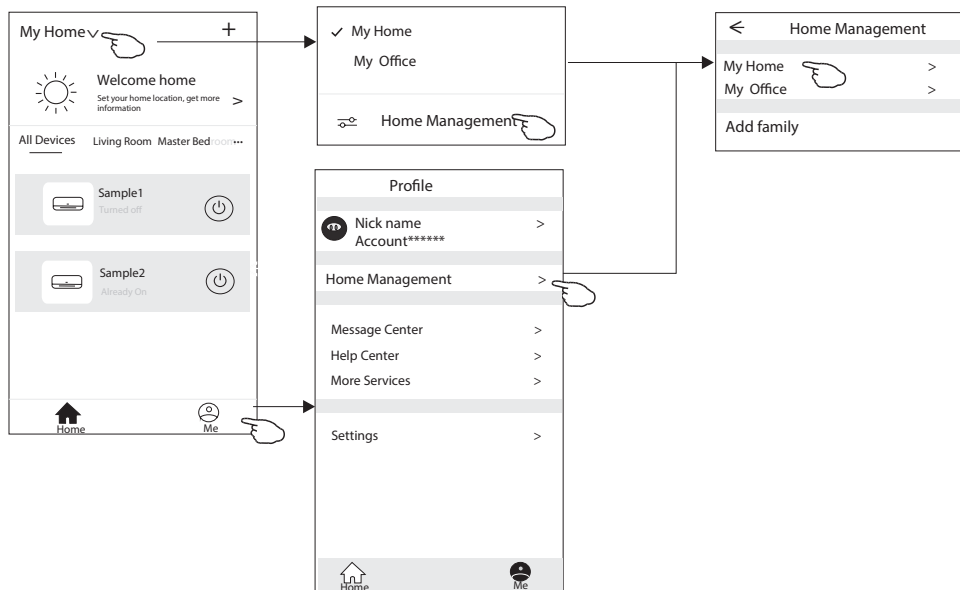 My Home
+
Welcome home
Set your home location, get more
information
>
All Devices Living Room Master Bedroom•••
Sample1
Turned off
Sample2
Already On
Home
Me
✓ My Home
My Office
Home Management
Profile
Nick name >
Account******
Home Management >
Message Center >
Help Center >
More Services >
Settings >
Home
Me
Home Management
My Home >
My Office >
Add family